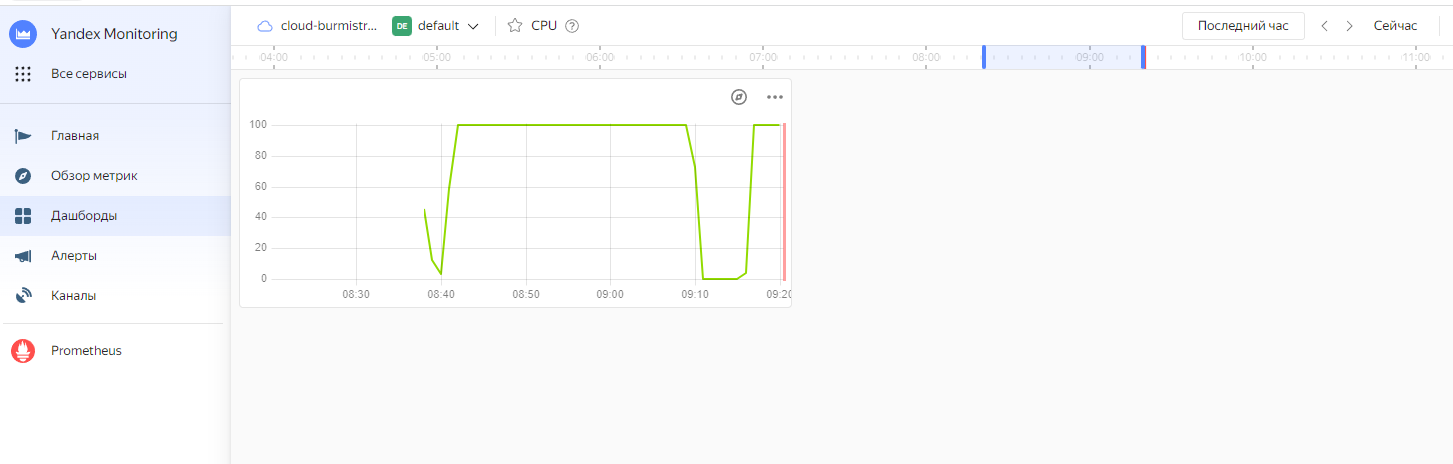 Yandex Monitoring
Все сервисы
Главная
Обзор метрик
Дашборды
Алерты
Каналы
Prometheus
cloud-burmistr... DE default CPU ? Последний час Сейчас
04:00 05:00 06:00 07:00 08:00 09:00 10:00 11:00
100
80
60
40
20
0
08:30 08:40 08:50 09:00 09:10 09:20